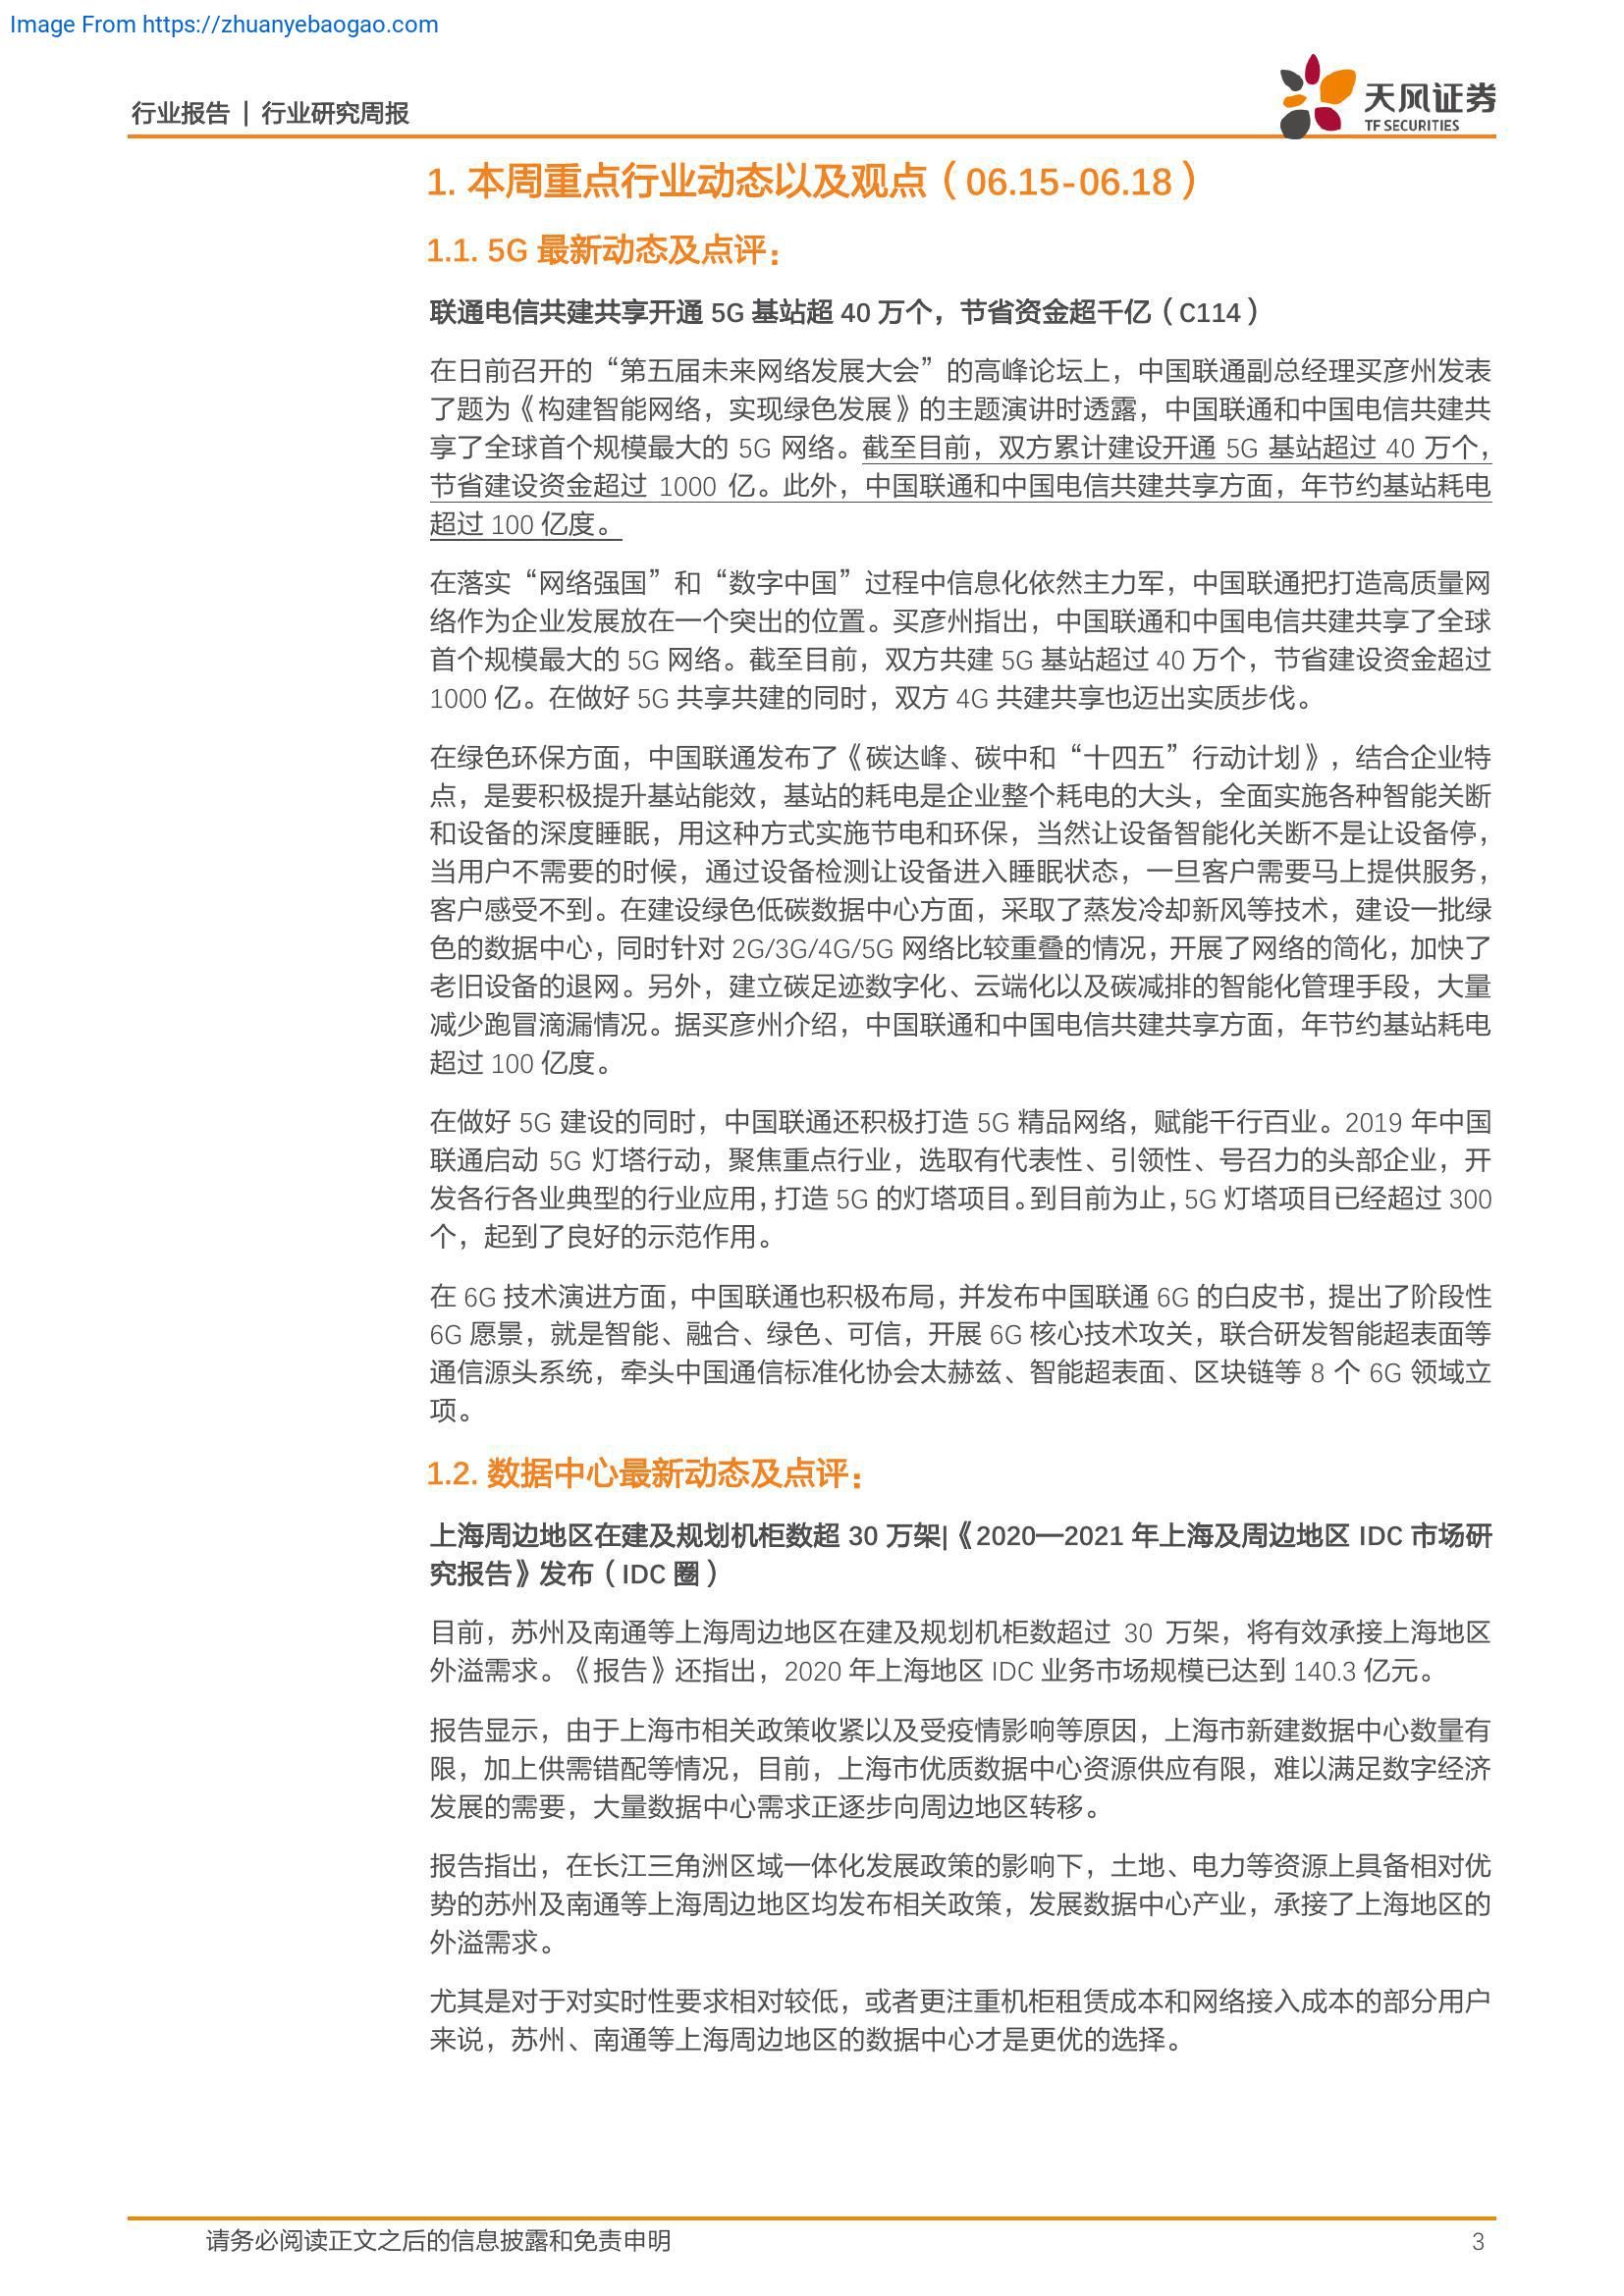 Image From https://zhuanyebaogao.com
行业报告 | 行业研究周报
天风证券
TF SECURITIES
1. 本周重点行业动态以及观点（06.15-06.18）
1.1. 5G 最新动态及点评：
联通电信共建共享开通 5G 基站超 40 万个，节省资金超千亿（C114）
在日前召开的“第五届未来网络发展大会”的高峰论坛上，中国联通副总经理买彦州发表
了题为《构建智能网络，实现绿色发展》的主题演讲时透露，中国联通和中国电信共建共
享了全球首个规模最大的 5G 网络。截至目前，双方累计建设开通 5G 基站超过 40 万个，
节省建设资金超过 1000 亿。此外，中国联通和中国电信共建共享方面，年节约基站耗电
超过 100 亿度。
在落实“网络强国”和“数字中国”过程中信息化依然主力军，中国联通把打造高质量网
络作为企业发展放在一个突出的位置。买彦州指出，中国联通和中国电信共建共享了全球
首个规模最大的 5G 网络。截至目前，双方共建 5G 基站超过 40 万个，节省建设资金超过
1000 亿。在做好 5G 共享共建的同时，双方 4G 共建共享也迈出实质步伐。
在绿色环保方面，中国联通发布了《碳达峰、碳中和“十四五”行动计划》，结合企业特
点，是要积极提升基站能效，基站的耗电是企业整个耗电的大头，全面实施各种智能关断
和设备的深度睡眠，用这种方式实施节电和环保，当然让设备智能化关断不是让设备停，
当用户不需要的时候，通过设备检测让设备进入睡眠状态，一旦客户需要马上提供服务，
客户感受不到。在建设绿色低碳数据中心方面，采取了蒸发冷却新风等技术，建设一批绿
色的数据中心，同时针对 2G/3G/4G/5G 网络比较重叠的情况，开展了网络的简化，加快了
老旧设备的退网。另外，建立碳足迹数字化、云端化以及碳减排的智能化管理手段，大量
减少跑冒滴漏情况。据买彦州介绍，中国联通和中国电信共建共享方面，年节约基站耗电
超过 100 亿度。
在做好 5G 建设的同时，中国联通还积极打造 5G 精品网络，赋能千行百业。2019 年中国
联通启动 5G 灯塔行动，聚焦重点行业，选取有代表性、引领性、号召力的头部企业，开
发各行各业典型的行业应用，打造 5G 的灯塔项目。到目前为止，5G 灯塔项目已经超过 300
个，起到了良好的示范作用。
在 6G 技术演进方面，中国联通也积极布局，并发布中国联通 6G 的白皮书，提出了阶段性
6G 愿景，就是智能、融合、绿色、可信，开展 6G 核心技术攻关，联合研发智能超表面等
通信源头系统，牵头中国通信标准化协会太赫兹、智能超表面、区块链等 8 个 6G 领域立
项。
1.2. 数据中心最新动态及点评：
上海周边地区在建及规划机柜数超 30 万架|《2020—2021 年上海及周边地区 IDC 市场研
究报告》发布（IDC 圈）
目前，苏州及南通等上海周边地区在建及规划机柜数超过 30 万架，将有效承接上海地区
外溢需求。《报告》还指出，2020 年上海地区 IDC 业务市场规模已达到 140.3 亿元。
报告显示，由于上海市相关政策收紧以及受疫情影响等原因，上海市新建数据中心数量有
限，加上供需错配等情况，目前，上海市优质数据中心资源供应有限，难以满足数字经济
发展的需要，大量数据中心需求正逐步向周边地区转移。
报告指出，在长江三角洲区域一体化发展政策的影响下，土地、电力等资源上具备相对优
势的苏州及南通等上海周边地区均发布相关政策，发展数据中心产业，承接了上海地区的
外溢需求。
尤其是对于对实时性要求相对较低，或者更注重机柜租赁成本和网络接入成本的部分用户
来说，苏州、南通等上海周边地区的数据中心才是更优的选择。
请务必阅读正文之后的信息披露和免责申明
3